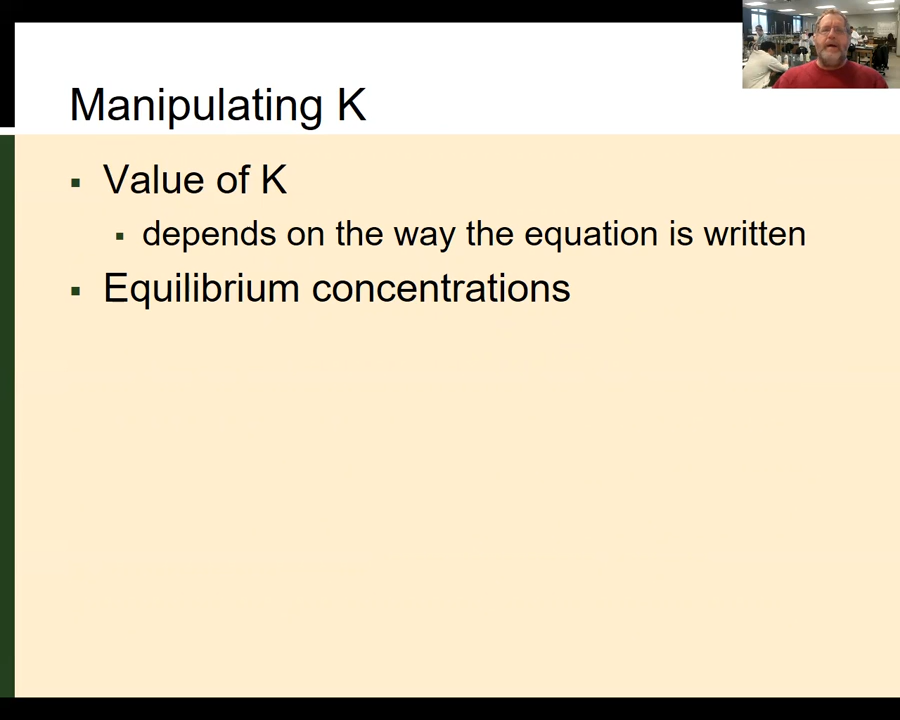 Manipulating K
Value of K
depends on the way the equation is written
Equilibrium concentrations